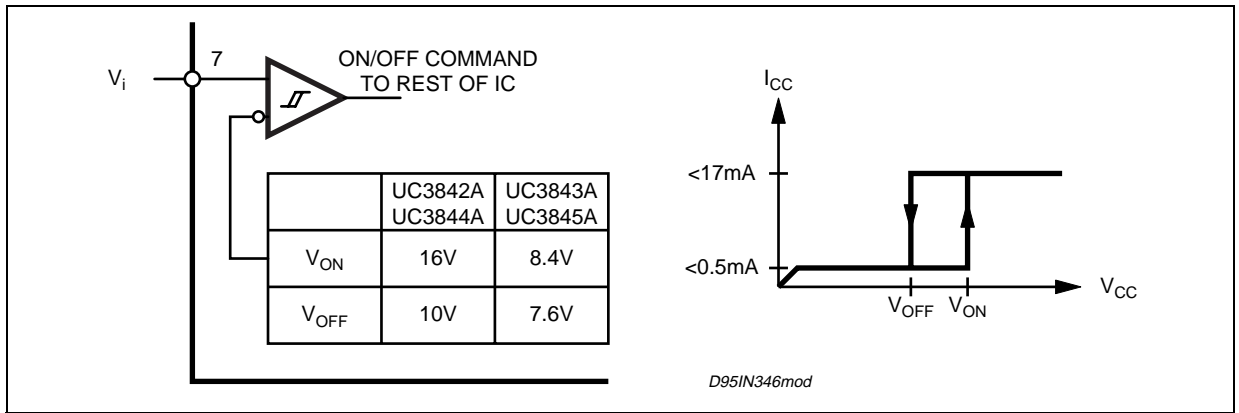 7
V_i
ON/OFF COMMAND
TO REST OF IC
UC3842A UC3843A
UC3844A UC3845A
V_ON 16V 8.4V
V_OFF 10V 7.6V
I_CC
<17mA
<0.5mA
V_OFF V_ON
V_CC
D95IN346mod